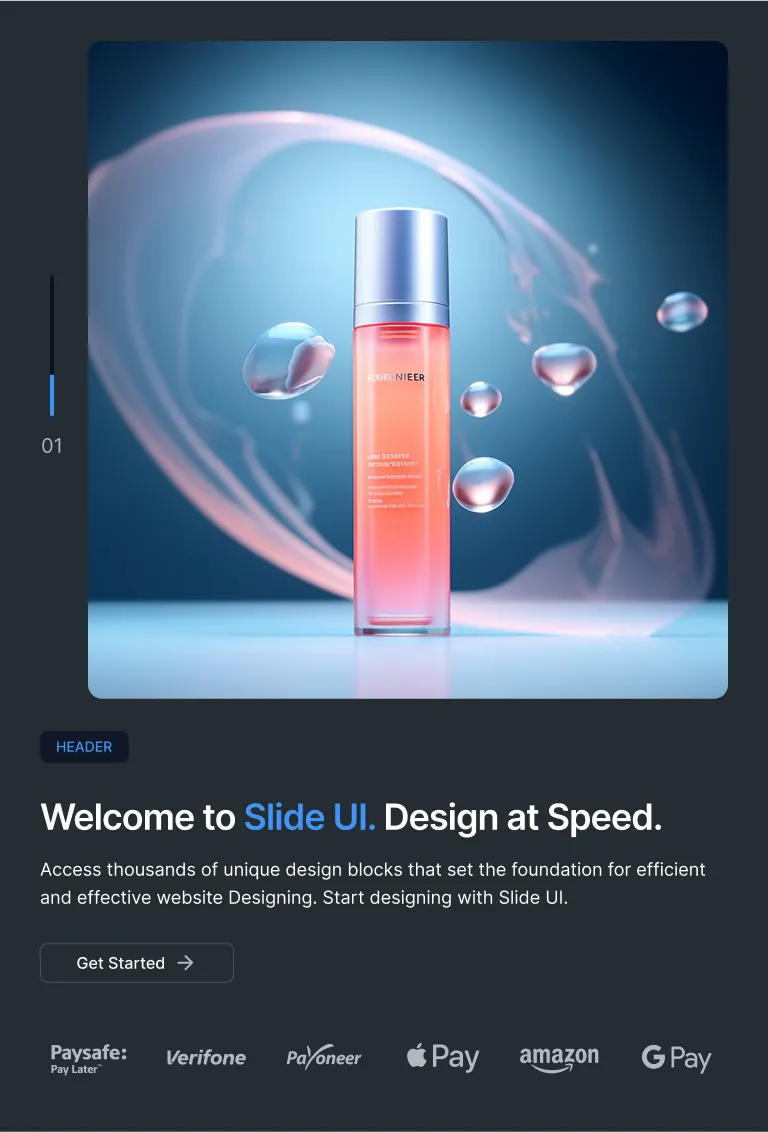 01
HEADER
Welcome to Slide UI. Design at Speed.
Access thousands of unique design blocks that set the foundation for efficient
and effective website Designing. Start designing with Slide UI.
Get Started
Paysafe:
Pay Later™
Verifone
Payoneer
Pay
amazon
G Pay